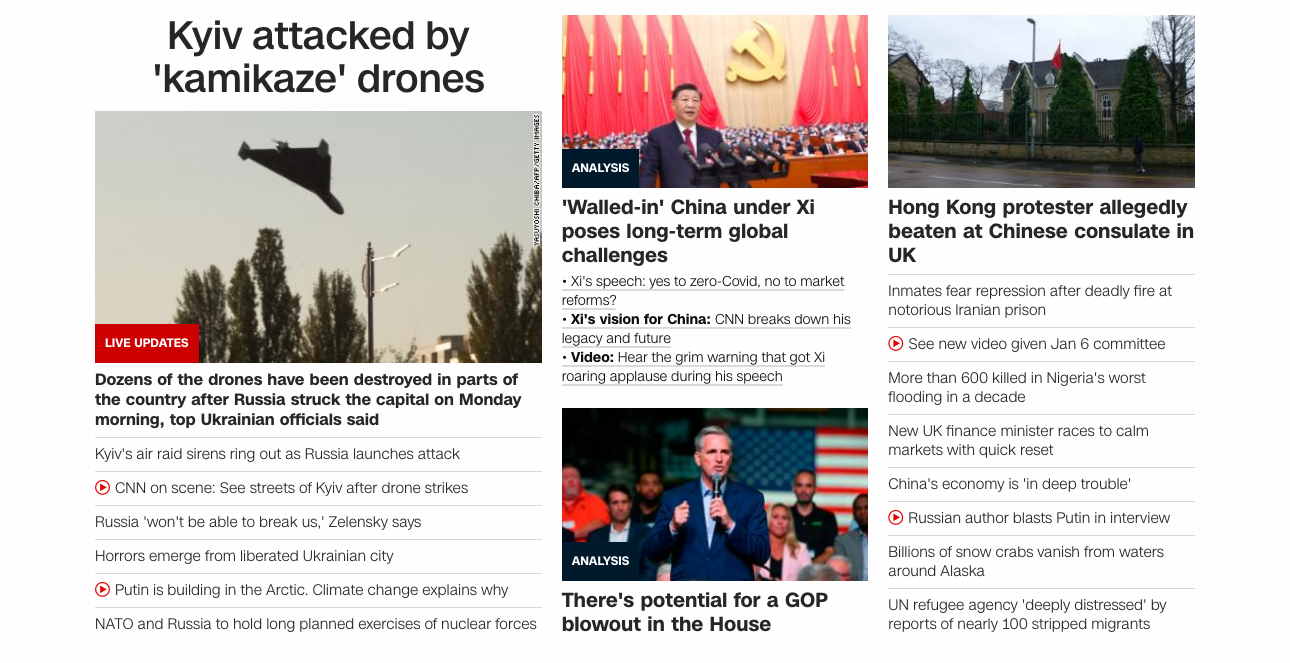 Kyiv attacked by
'kamikaze' drones
TASUYOSHI CHIBA/AFP/GETTY IMAGES
LIVE UPDATES
Dozens of the drones have been destroyed in parts of
the country after Russia struck the capital on Monday
morning, top Ukrainian officials said
Kyiv's air raid sirens ring out as Russia launches attack
CNN on scene: See streets of Kyiv after drone strikes
Russia 'won't be able to break us,' Zelensky says
Horrors emerge from liberated Ukrainian city
Putin is building in the Arctic. Climate change explains why
NATO and Russia to hold long planned exercises of nuclear forces
ANALYSIS
'Walled-in' China under Xi
poses long-term global
challenges
• Xi's speech: yes to zero-Covid, no to market
reforms?
• Xi's vision for China: CNN breaks down his
legacy and future
• Video: Hear the grim warning that got Xi
roaring applause during his speech
ANALYSIS
There's potential for a GOP
blowout in the House
Hong Kong protester allegedly
beaten at Chinese consulate in
UK
Inmates fear repression after deadly fire at
notorious Iranian prison
See new video given Jan 6 committee
More than 600 killed in Nigeria's worst
flooding in a decade
New UK finance minister races to calm
markets with quick reset
China's economy is 'in deep trouble'
Russian author blasts Putin in interview
Billions of snow crabs vanish from waters
around Alaska
UN refugee agency 'deeply distressed' by
reports of nearly 100 stripped migrants